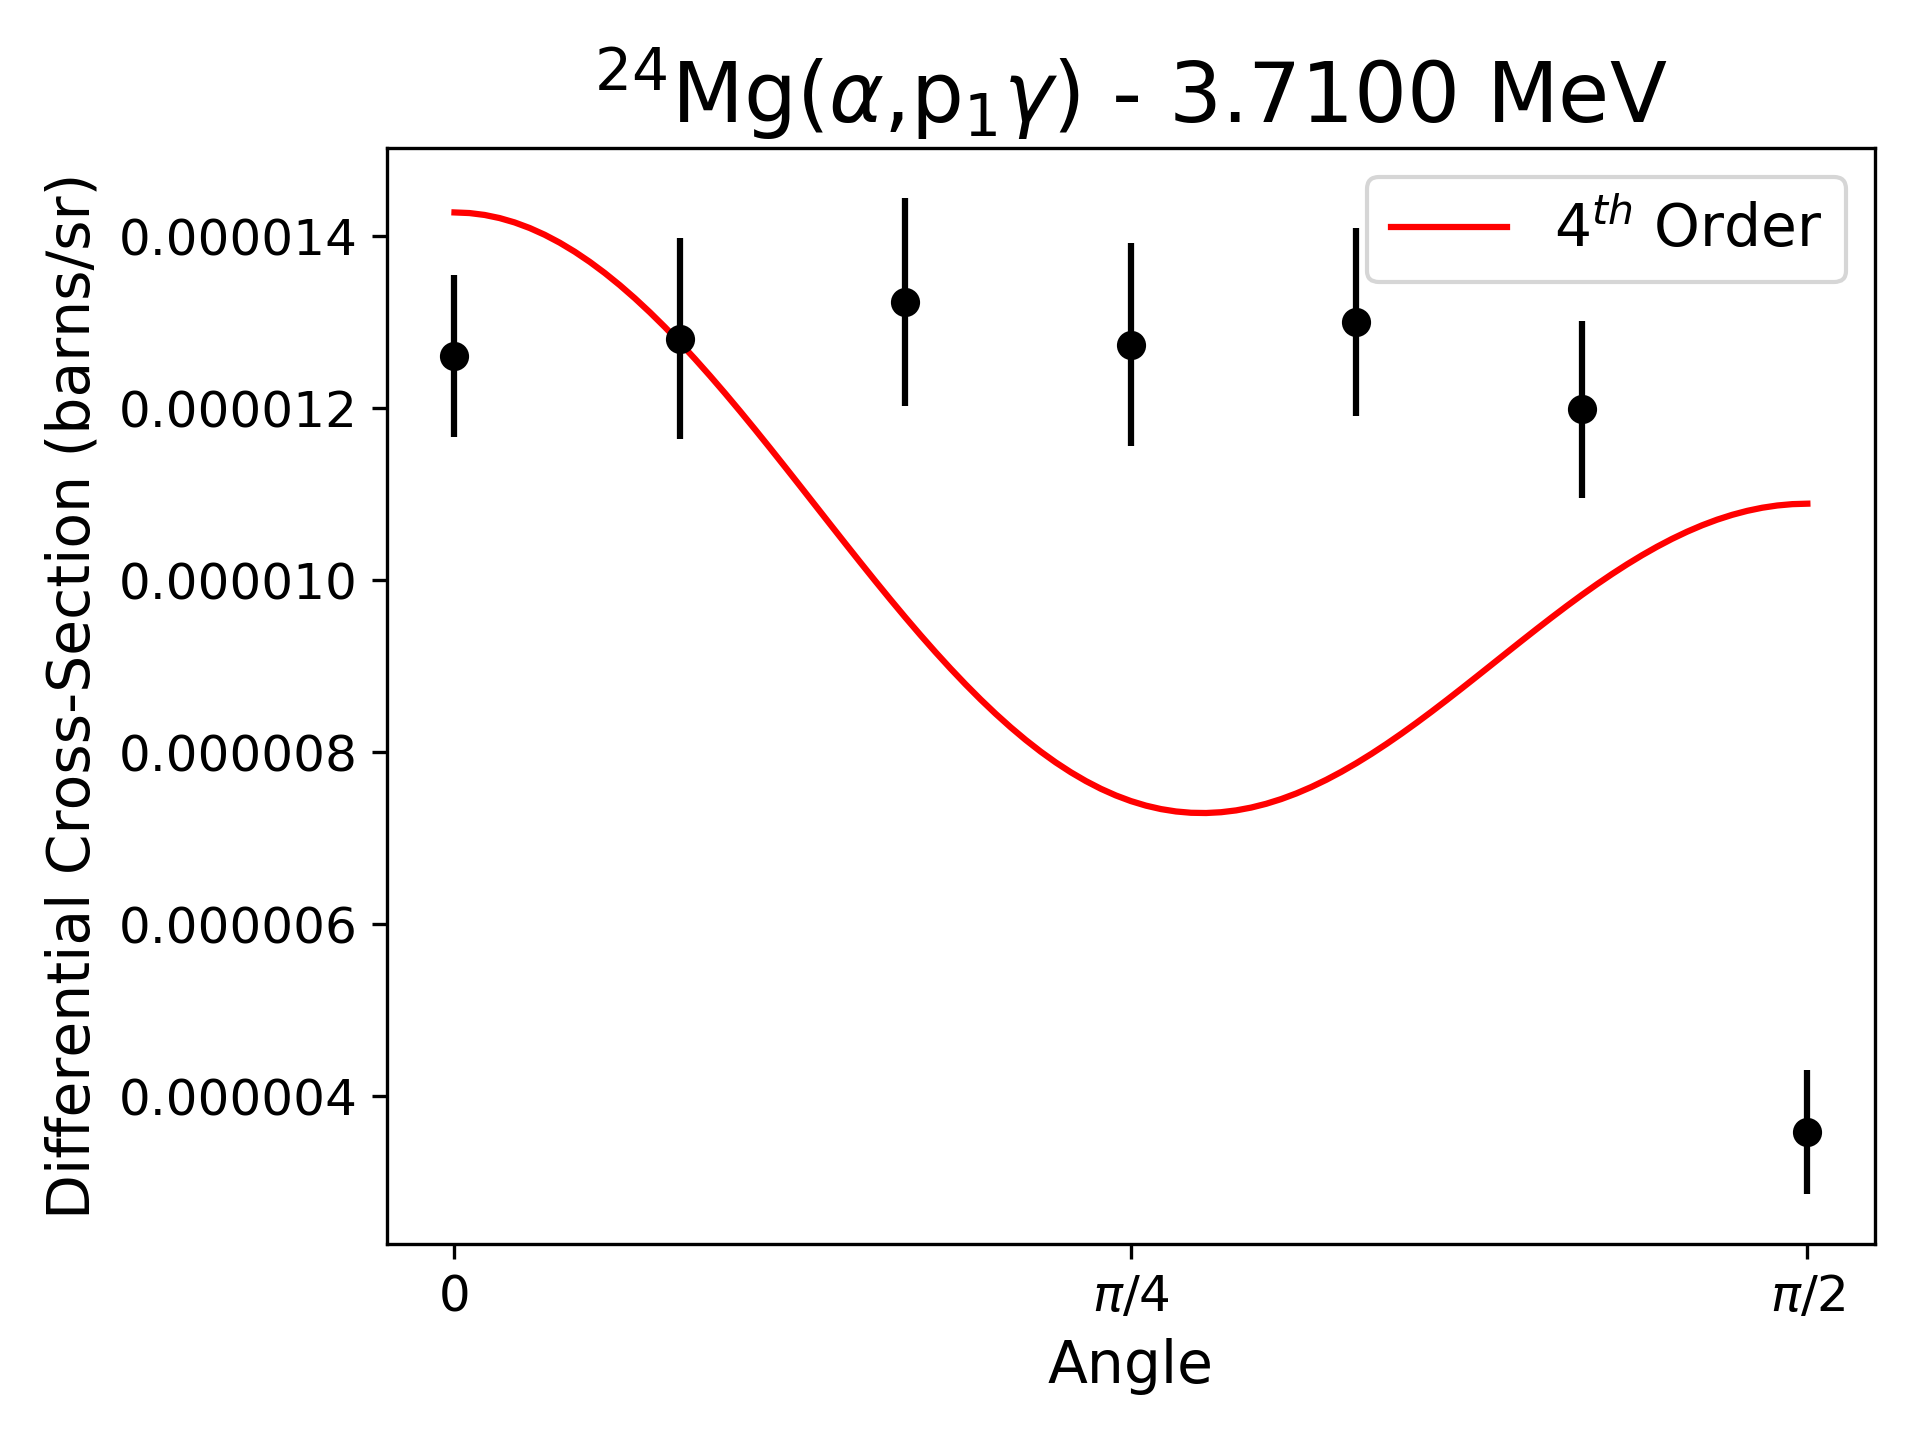 ²⁴Mg(α,p₁γ) - 3.7100 MeV
4ᵗʰ Order
Differential Cross-Section (barns/sr)
0.000014
0.000012
0.000010
0.000008
0.000006
0.000004
0 π/4 π/2
Angle